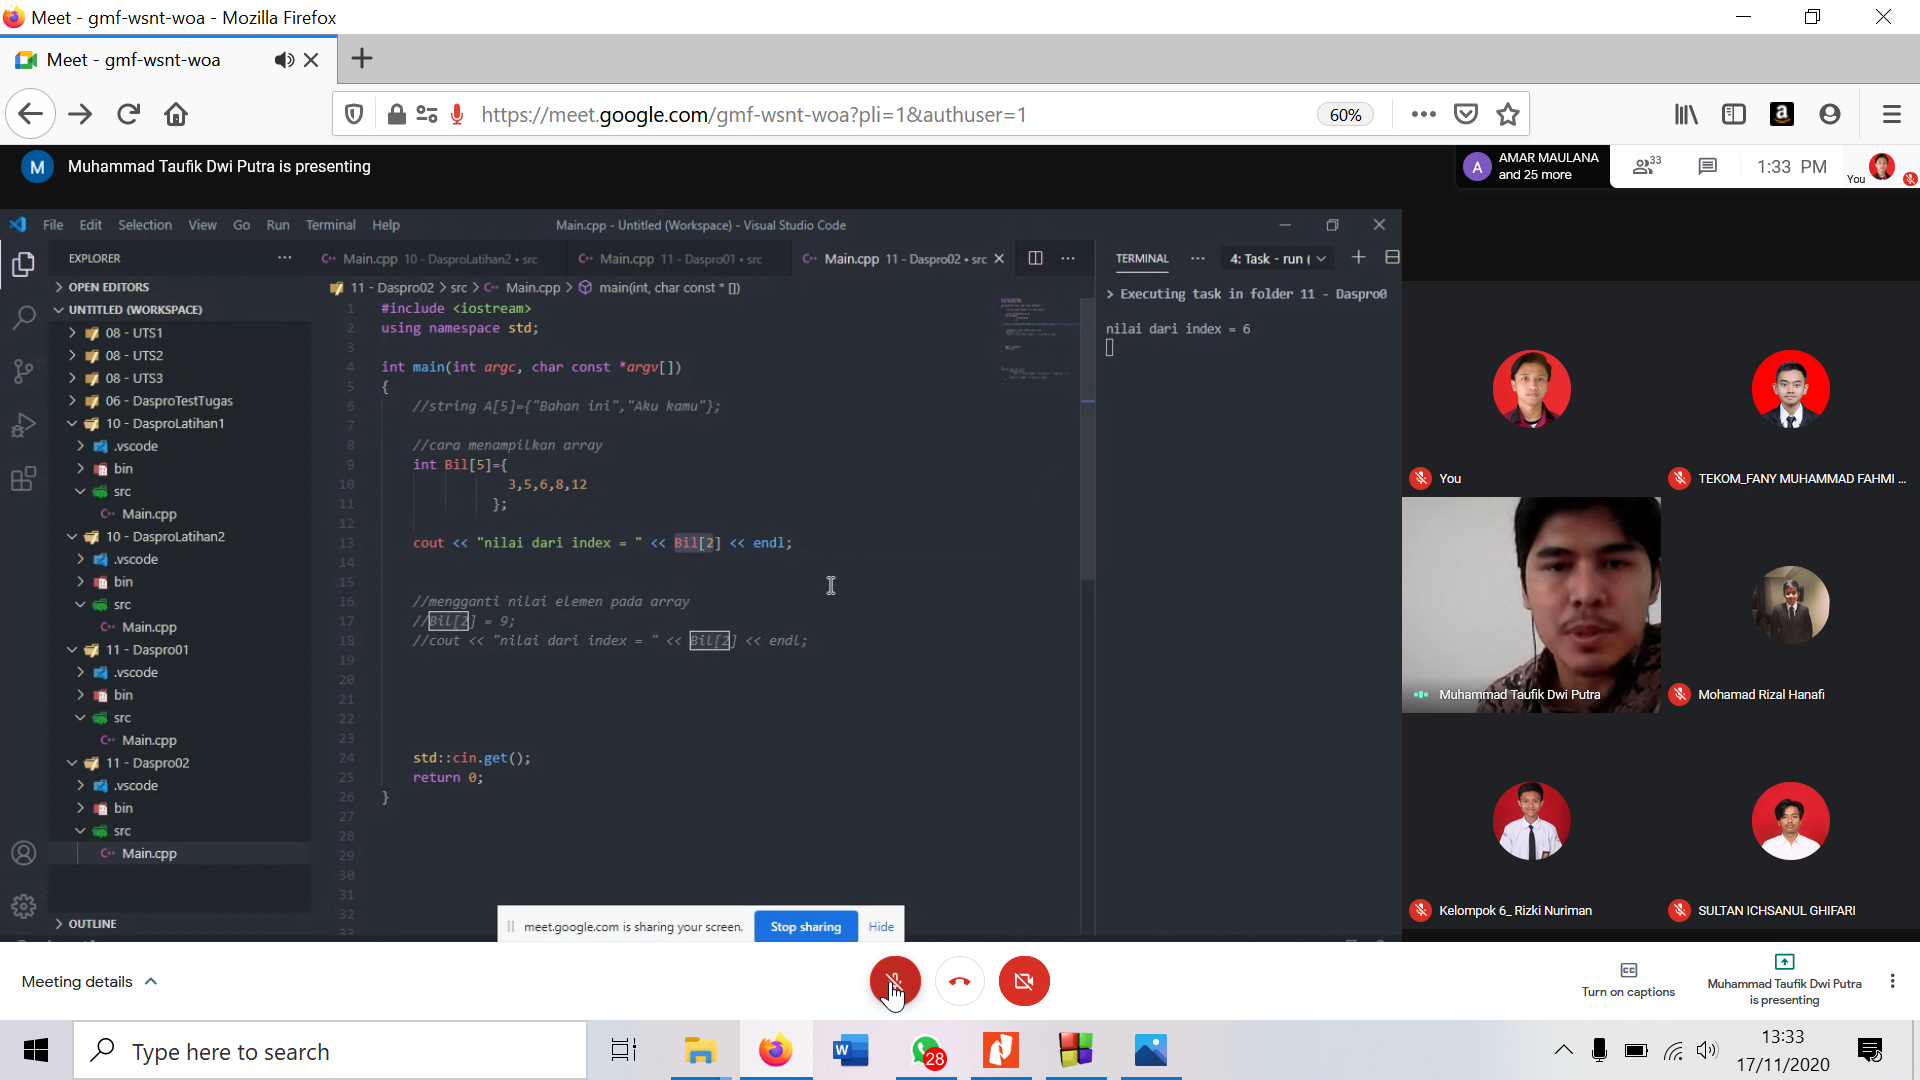 Meet - gmf-wsnt-woa - Mozilla Firefox
Meet - gmf-wsnt-woa
https://meet.google.com/gmf-wsnt-woa?pli=1&authuser=1
60%
M
Muhammad Taufik Dwi Putra is presenting
A
AMAR MAULANA
and 25 more
33
1:33 PM
You
File Edit Selection View Go Run Terminal Help
Main.cpp - Untitled (Workspace) - Visual Studio Code
EXPLORER
Main.cpp 10 - DasproLatihan2 • src
Main.cpp 11 - Daspro01 • src
Main.cpp 11 - Daspro02 • src
OPEN EDITORS
UNTITLED (WORKSPACE)
08 - UTS1
08 - UTS2
08 - UTS3
06 - DasproTestTugas
10 - DasproLatihan1
.vscode
bin
src
Main.cpp
10 - DasproLatihan2
.vscode
bin
src
Main.cpp
11 - Daspro01
.vscode
bin
src
Main.cpp
11 - Daspro02
.vscode
bin
src
Main.cpp
OUTLINE
11 - Daspro02 > src > Main.cpp > main(int, char const * [])
1 #include <iostream>
2 using namespace std;
3
4 int main(int argc, char const *argv[])
5 {
6 //string A[5]={"Bahan ini","Aku kamu"};
7
8 //cara menampilkan array
9 int Bil[5]={
10 3,5,6,8,12
11 };
12
13 cout << "nilai dari index = " << Bil[2] << endl;
14
15
16 //mengganti nilai elemen pada array
17 //Bil[2] = 9;
18 //cout << "nilai dari index = " << Bil[2] << endl;
19
20
21
22
23
24 std::cin.get();
25 return 0;
26 }
27
28
29
30
31
32
33
TERMINAL
4: Task - run (
> Executing task in folder 11 - Daspro0
nilai dari index = 6
meet.google.com is sharing your screen.
Stop sharing
Hide
You
TEKOM_FANY MUHAMMAD FAHMI ...
Muhammad Taufik Dwi Putra
Mohamad Rizal Hanafi
Kelompok 6_ Rizki Nuriman
SULTAN ICHSANUL GHIFARI
Meeting details
Turn on captions
Muhammad Taufik Dwi Putra
is presenting
Type here to search
28
13:33
17/11/2020